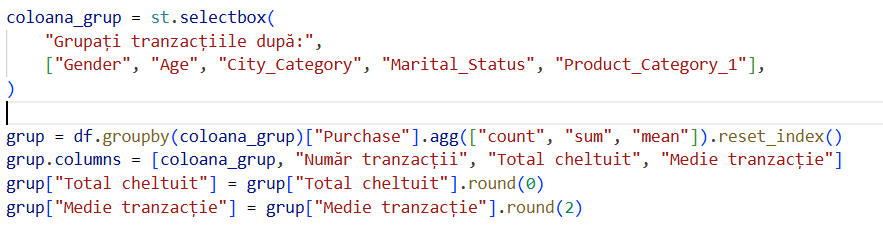 coloana_grup = st.selectbox(
    "Grupați tranzacțiile după:",
    ["Gender", "Age", "City_Category", "Marital_Status", "Product_Category_1"],
)
grup = df.groupby(coloana_grup)["Purchase"].agg(["count", "sum", "mean"]).reset_index()
grup.columns = [coloana_grup, "Număr tranzacții", "Total cheltuit", "Medie tranzacție"]
grup["Total cheltuit"] = grup["Total cheltuit"].round(0)
grup["Medie tranzacție"] = grup["Medie tranzacție"].round(2)